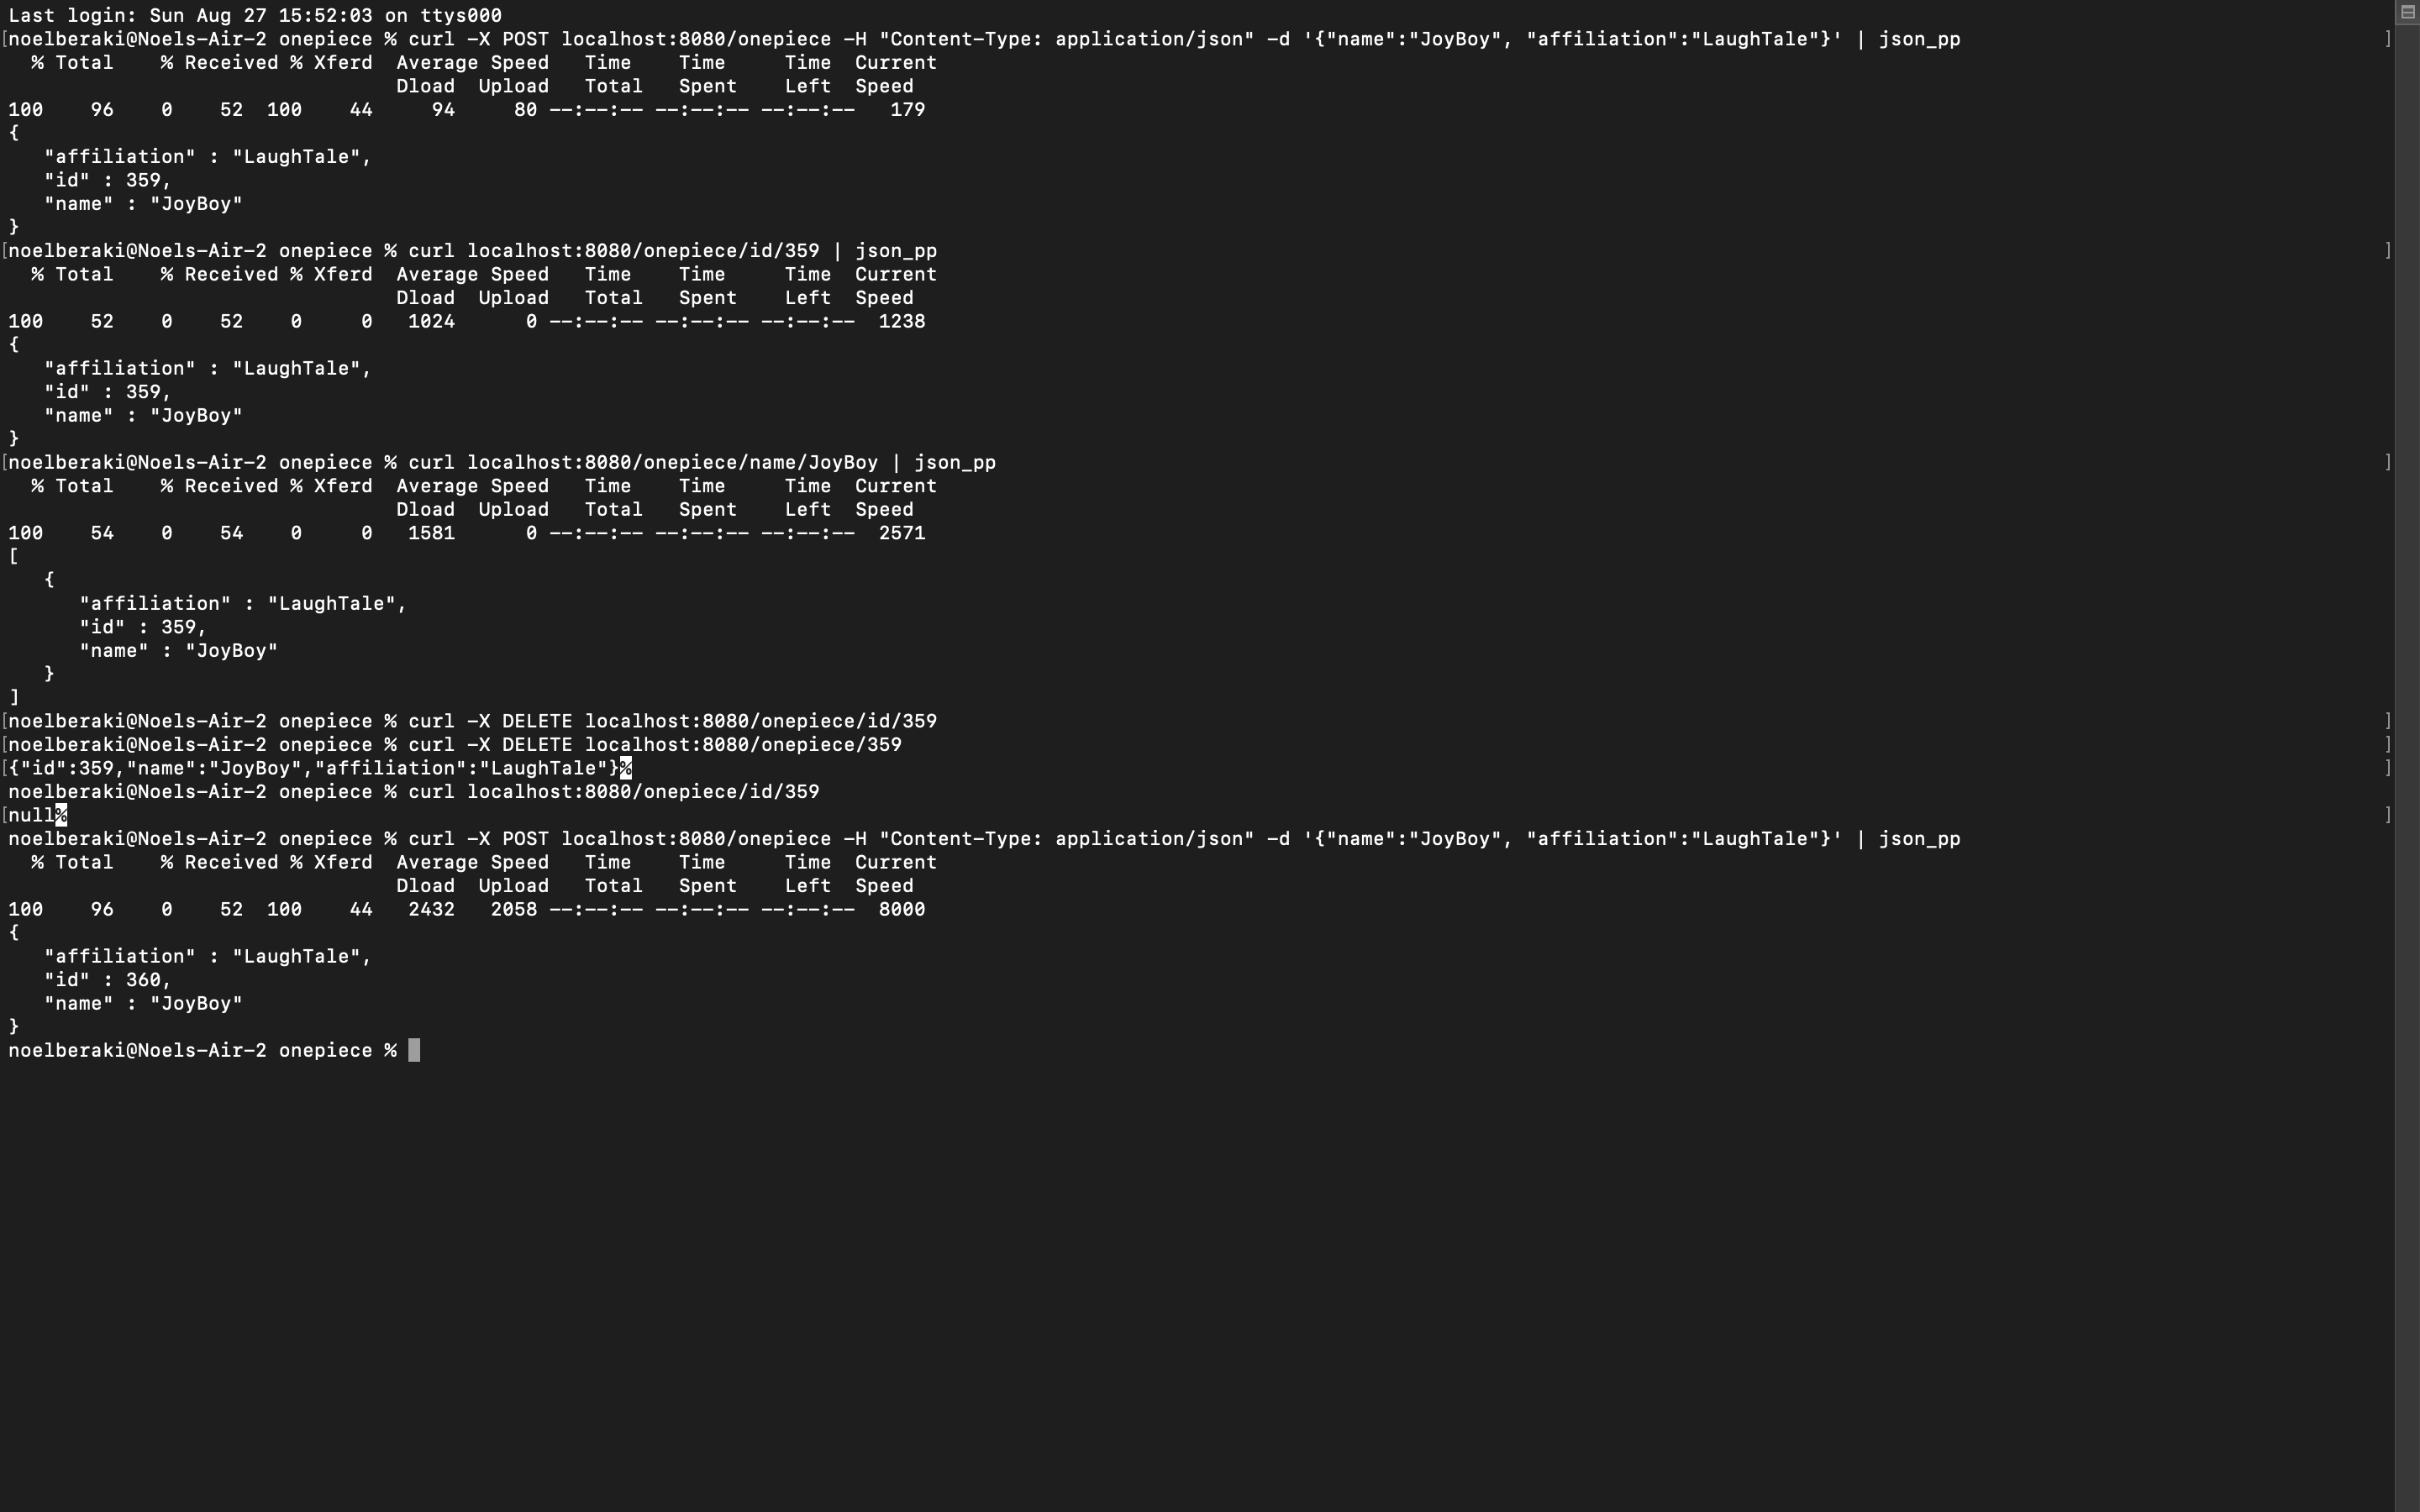 Last login: Sun Aug 27 15:52:03 on ttys000
[noelberaki@Noels-Air-2 onepiece % curl -X POST localhost:8080/onepiece -H "Content-Type: application/json" -d '{"name":"JoyBoy", "affiliation":"LaughTale"}' | json_pp ]
  % Total    % Received % Xferd  Average Speed   Time    Time     Time  Current
                                 Dload  Upload   Total   Spent    Left  Speed
100    96    0    52  100    44     94     80 --:--:-- --:--:-- --:--:--   179
{
   "affiliation" : "LaughTale",
   "id" : 359,
   "name" : "JoyBoy"
}
[noelberaki@Noels-Air-2 onepiece % curl localhost:8080/onepiece/id/359 | json_pp ]
  % Total    % Received % Xferd  Average Speed   Time    Time     Time  Current
                                 Dload  Upload   Total   Spent    Left  Speed
100    52    0    52    0     0   1024      0 --:--:-- --:--:-- --:--:--  1238
{
   "affiliation" : "LaughTale",
   "id" : 359,
   "name" : "JoyBoy"
}
[noelberaki@Noels-Air-2 onepiece % curl localhost:8080/onepiece/name/JoyBoy | json_pp ]
  % Total    % Received % Xferd  Average Speed   Time    Time     Time  Current
                                 Dload  Upload   Total   Spent    Left  Speed
100    54    0    54    0     0   1581      0 --:--:-- --:--:-- --:--:--  2571
[
   {
      "affiliation" : "LaughTale",
      "id" : 359,
      "name" : "JoyBoy"
   }
]
[noelberaki@Noels-Air-2 onepiece % curl -X DELETE localhost:8080/onepiece/id/359 ]
[noelberaki@Noels-Air-2 onepiece % curl -X DELETE localhost:8080/onepiece/359 ]
[{"id":359,"name":"JoyBoy","affiliation":"LaughTale"}% ]
noelberaki@Noels-Air-2 onepiece % curl localhost:8080/onepiece/id/359
[null% ]
noelberaki@Noels-Air-2 onepiece % curl -X POST localhost:8080/onepiece -H "Content-Type: application/json" -d '{"name":"JoyBoy", "affiliation":"LaughTale"}' | json_pp
  % Total    % Received % Xferd  Average Speed   Time    Time     Time  Current
                                 Dload  Upload   Total   Spent    Left  Speed
100    96    0    52  100    44   2432   2058 --:--:-- --:--:-- --:--:--  8000
{
   "affiliation" : "LaughTale",
   "id" : 360,
   "name" : "JoyBoy"
}
noelberaki@Noels-Air-2 onepiece %